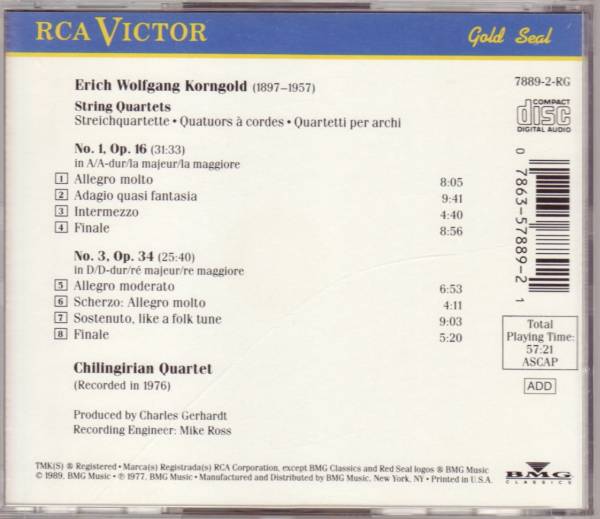 RCA VICTOR
Gold Seal
Erich Wolfgang Korngold (1897–1957)
7889-2-RG
String Quartets
Streichquartette • Quatuors à cordes • Quartetti per archi
COMPACT
disc
DIGITAL AUDIO
No. 1, Op. 16 (31:33)
in A/A-dur/la majeur/la maggiore
1 Allegro molto 8:05
2 Adagio quasi fantasia 9:41
3 Intermezzo 4:40
4 Finale 8:56
0 78635-7889-2 1
No. 3, Op. 34 (25:40)
in D/D-dur/ré majeur/re maggiore
5 Allegro moderato 6:53
6 Scherzo: Allegro molto 4:11
7 Sostenuto, like a folk tune 9:03
8 Finale 5:20
Total
Playing Time:
57:21
ASCAP
Chilingirian Quartet
(Recorded in 1976)
ADD
Produced by Charles Gerhardt
Recording Engineer: Mike Ross
TMK(S) ® Registered • Marca(s) Registrada(s) RCA Corporation, except BMG Classics and Red Seal logos ® BMG Music
© 1989, BMG Music • ℗ 1977, BMG Music • Manufactured and Distributed by BMG Music, New York, NY • Printed in U.S.A.
BMG
CLASSICS